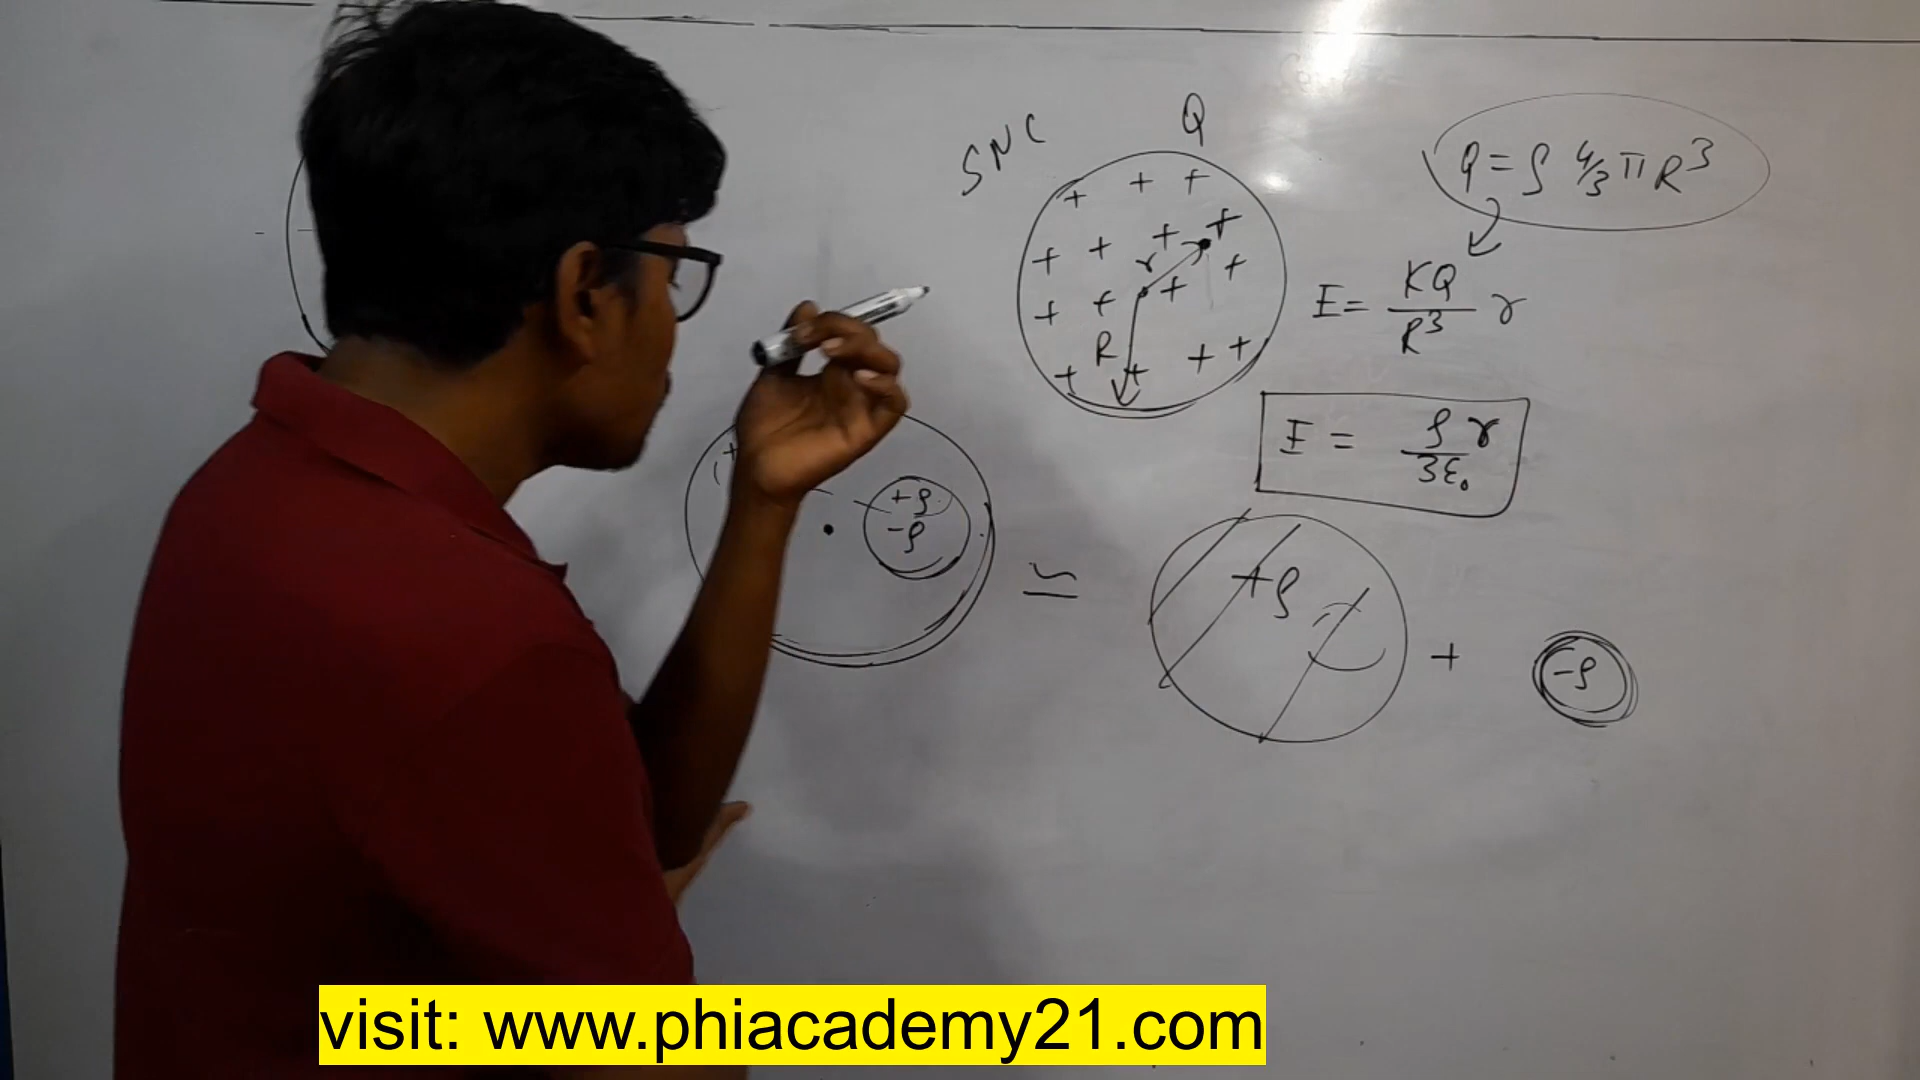 SNC
Q
Q = ρ 4/3 π R³
+ + +
+ + + +
r
+ + +
+ +
R
+ + + +
E = KQ/R³ r
E = ρr/3ε₀
+
+ρ
-ρ
≃
+ρ
+
-ρ
visit: www.phiacademy21.com